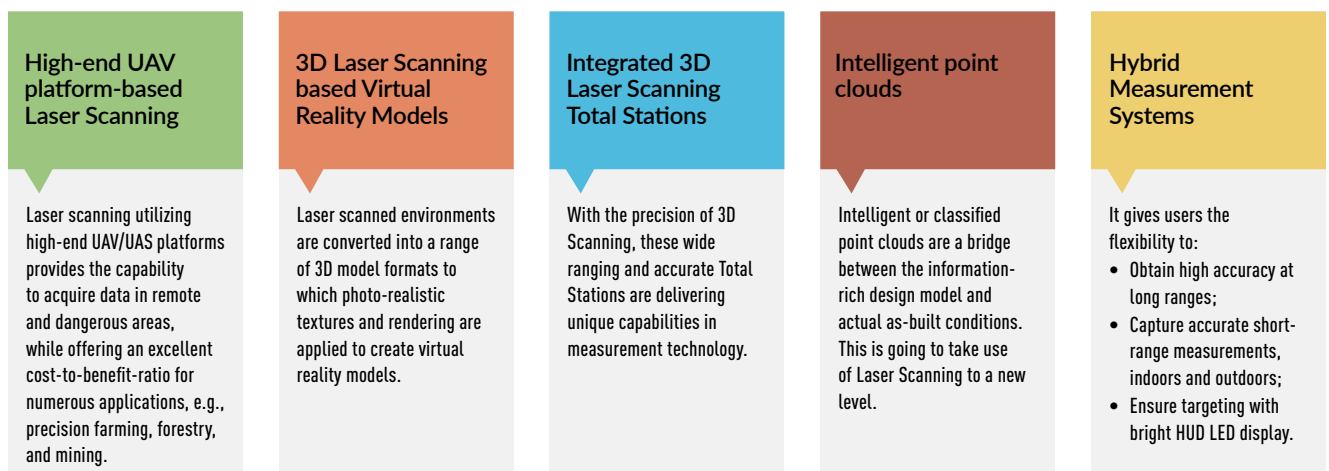 High-end UAV
platform-based
Laser Scanning
Laser scanning utilizing
high-end UAV/UAS platforms
provides the capability
to acquire data in remote
and dangerous areas,
while offering an excellent
cost-to-benefit-ratio for
numerous applications, e.g.,
precision farming, forestry,
and mining.
3D Laser Scanning
based Virtual
Reality Models
Laser scanned environments
are converted into a range
of 3D model formats to
which photo-realistic
textures and rendering are
applied to create virtual
reality models.
Integrated 3D
Laser Scanning
Total Stations
With the precision of 3D
Scanning, these wide
ranging and accurate Total
Stations are delivering
unique capabilities in
measurement technology.
Intelligent point
clouds
Intelligent or classified
point clouds are a bridge
between the information-
rich design model and
actual as-built conditions.
This is going to take use
of Laser Scanning to a new
level.
Hybrid
Measurement
Systems
It gives users the
flexibility to:
• Obtain high accuracy at
long ranges;
• Capture accurate short-
range measurements,
indoors and outdoors;
• Ensure targeting with
bright HUD LED display.